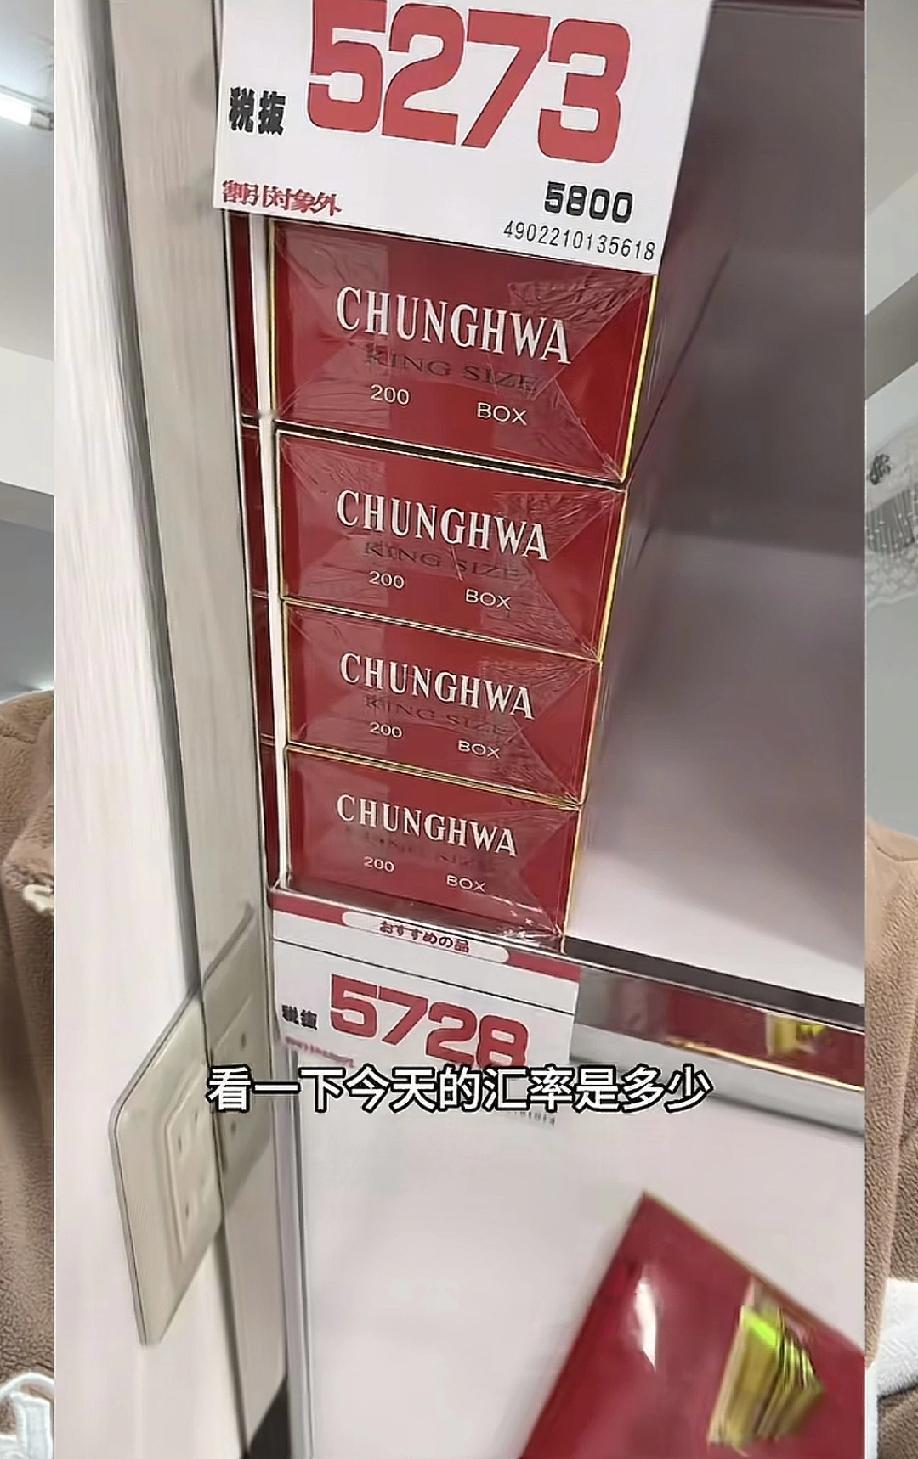 5273
税抜
割引対象外
5800
4902210135618
CHUNGHWA
KING SIZE
200 BOX
CHUNGHWA
KING SIZE
200 BOX
CHUNGHWA
KING SIZE
200 BOX
CHUNGHWA
200 BOX
おすすめの品
税抜 5728
看一下今天的汇率是多少